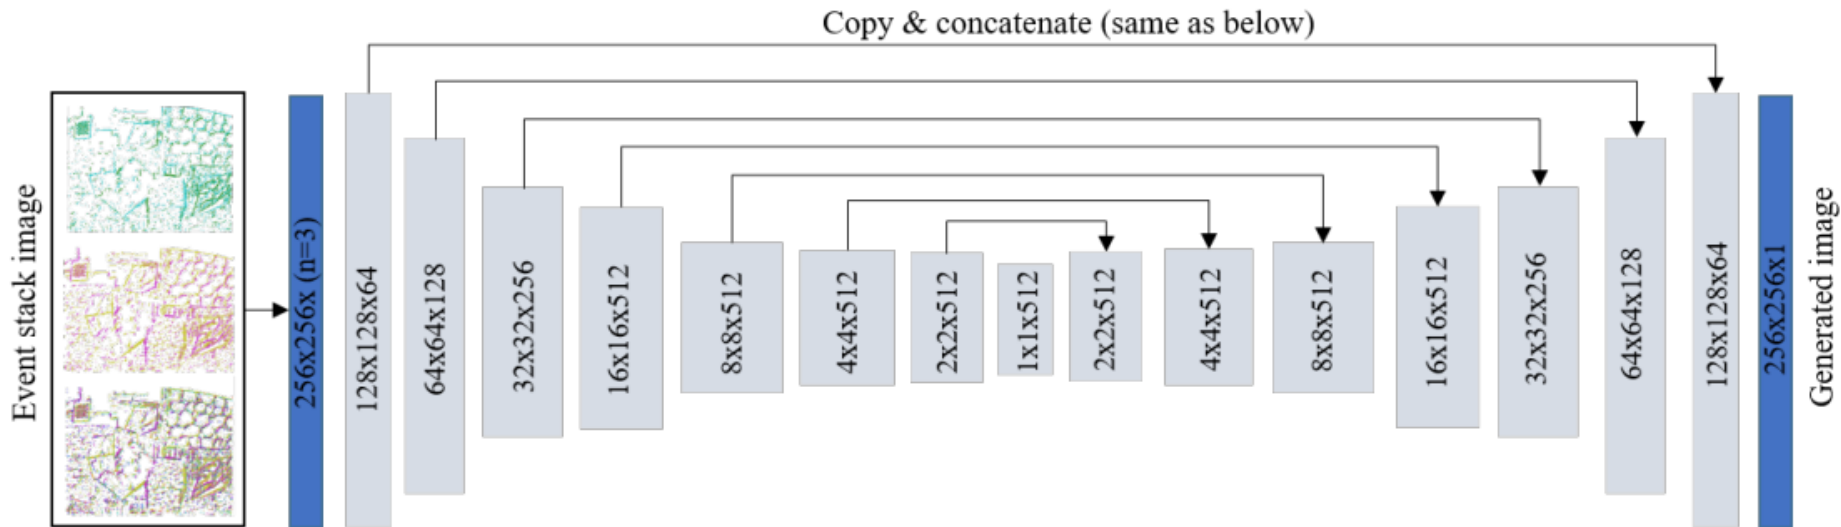 Copy & concatenate (same as below)
Event stack image
256x256x (n=3)
128x128x64
64x64x128
32x32x256
16x16x512
8x8x512
4x4x512
2x2x512
1x1x512
2x2x512
4x4x512
8x8x512
16x16x512
32x32x256
64x64x128
128x128x64
256x256x1
Generated image